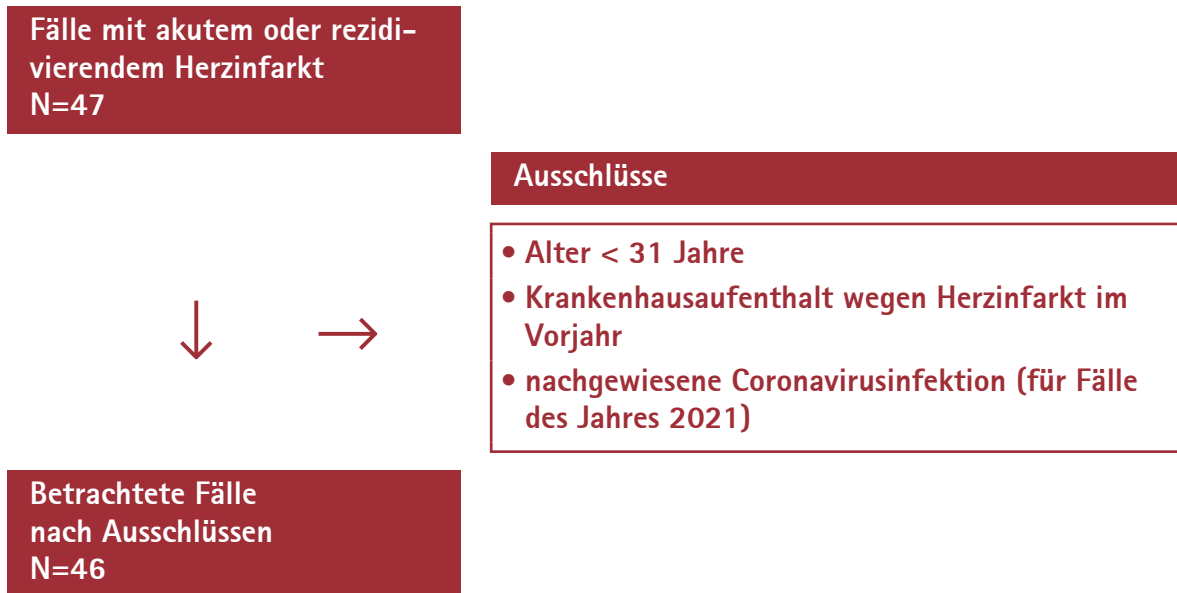 Fälle mit akutem oder rezidi-
vierendem Herzinfarkt
N=47
Ausschlüsse
• Alter < 31 Jahre
• Krankenhausaufenthalt wegen Herzinfarkt im
Vorjahr
• nachgewiesene Coronavirusinfektion (für Fälle
des Jahres 2021)
Betrachtete Fälle
nach Ausschlüssen
N=46